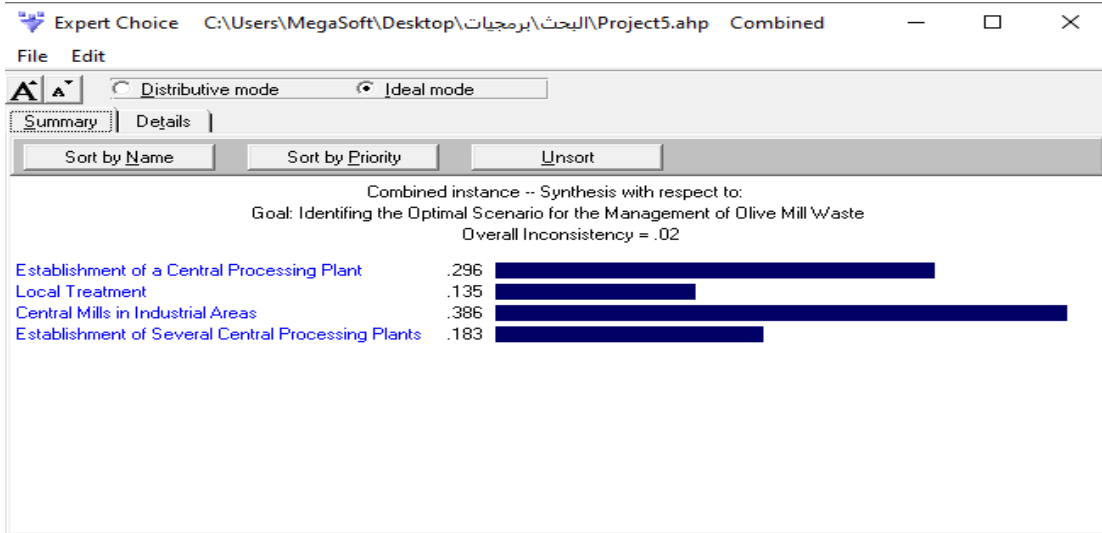 Expert Choice C:\Users\MegaSoft\Desktop\البحث\برمجيات\Project5.ahp Combined
File Edit
A A Distributive mode Ideal mode
Summary Details
Sort by Name Sort by Priority Unsort
Combined instance -- Synthesis with respect to:
Goal: Identifing the Optimal Scenario for the Management of Olive Mill Waste
Overall Inconsistency = .02
Establishment of a Central Processing Plant .296
Local Treatment .135
Central Mills in Industrial Areas .386
Establishment of Several Central Processing Plants .183